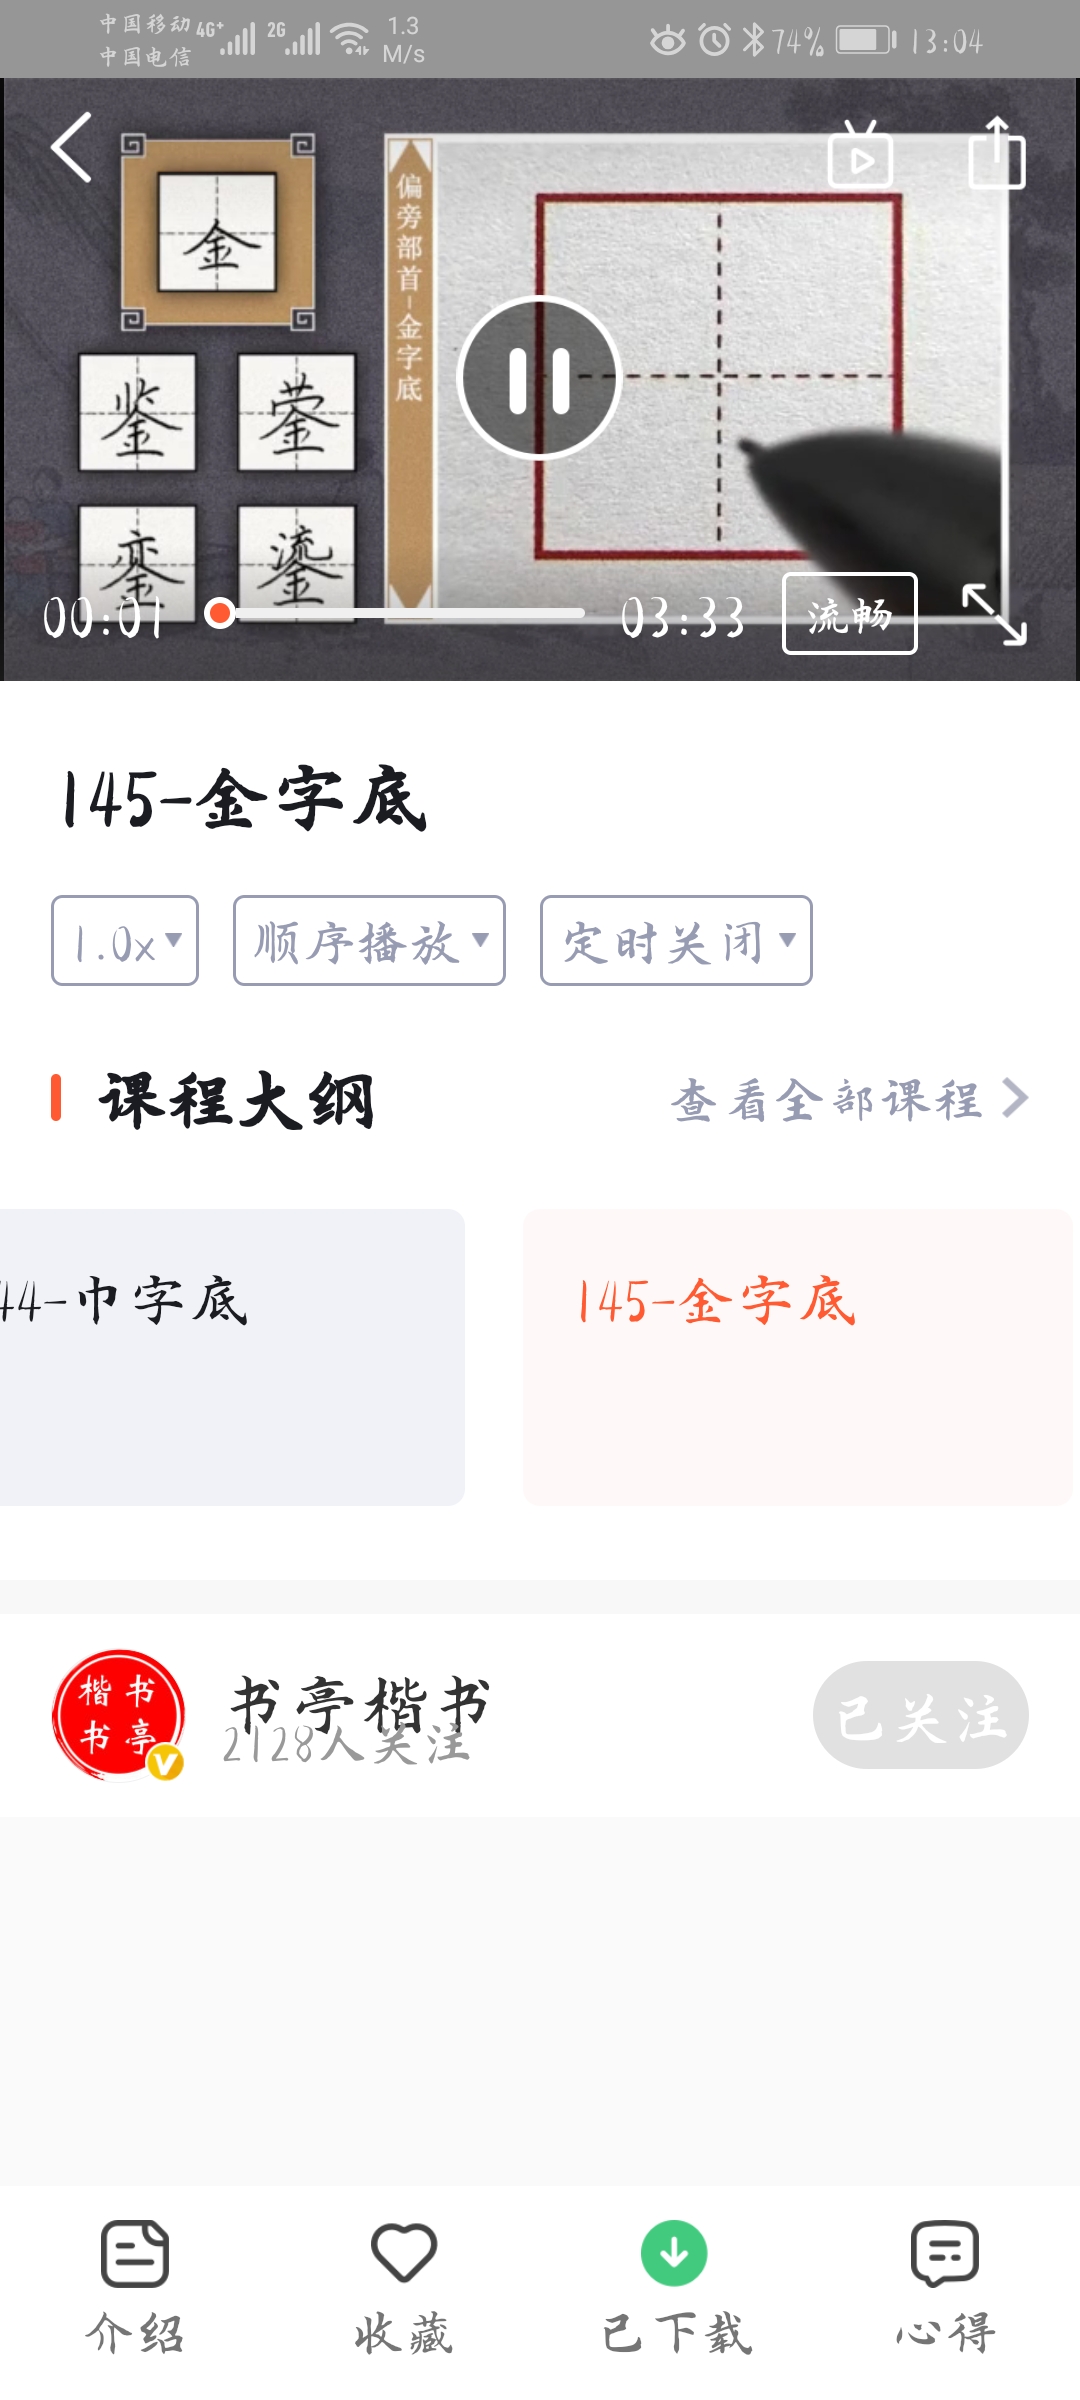 中国移动 4G+ 2G 1.3 M/s 74% 13:04
中国电信
金
鉴 蓥
銮 鎏
偏旁部首-金字底
00:01 03:33 流畅
145-金字底
1.0x 顺序播放 定时关闭
课程大纲 查看全部课程
44-巾字底 145-金字底
楷书书亭
书亭楷书
2128人关注
已关注
介绍 收藏 已下载 心得